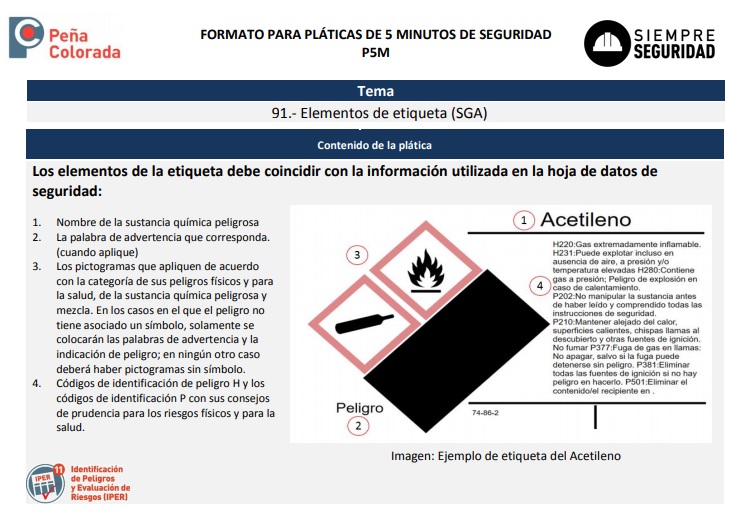 Peña
Colorada
FORMATO PARA PLÁTICAS DE 5 MINUTOS DE SEGURIDAD
P5M
SIEMPRE
SEGURIDAD
Tema
91.- Elementos de etiqueta (SGA)
Contenido de la plática
Los elementos de la etiqueta debe coincidir con la información utilizada en la hoja de datos de
seguridad:
1. Nombre de la sustancia química peligrosa
2. La palabra de advertencia que corresponda.
(cuando aplique)
3. Los pictogramas que apliquen de acuerdo
con la categoría de sus peligros físicos y para
la salud, de la sustancia química peligrosa y
mezcla. En los casos en el que el peligro no
tiene asociado un símbolo, solamente se
colocarán las palabras de advertencia y la
indicación de peligro; en ningún otro caso
deberá haber pictogramas sin símbolo.
4. Códigos de identificación de peligro H y los
códigos de identificación P con sus consejos
de prudencia para los riesgos físicos y para la
salud.
1 Acetileno
3
4
H220:Gas extremadamente inflamable.
H231:Puede explotar incluso en
ausencia de aire, a presión y/o
temperatura elevadas H280:Contiene
gas a presión; Peligro de explosión en
caso de calentamiento.
P202:No manipular la sustancia antes
de haber leído y comprendido todas las
instrucciones de seguridad.
P210:Mantener alejado del calor,
superficies calientes, chispas llamas al
descubierto y otras fuentes de ignición.
No fumar P377:Fuga de gas en llamas:
No apagar, salvo si la fuga puede
detenerse sin peligro. P381:Eliminar
todas las fuentes de ignición si no hay
peligro en hacerlo. P501:Eliminar el
contenido/el recipiente en .
Peligro
2
74-86-2
Imagen: Ejemplo de etiqueta del Acetileno
IPER
11
Identificación
de Peligros
y Evaluación de
Riesgos (IPER)